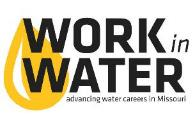 WORK in
WATER
advancing water careers in Missouri